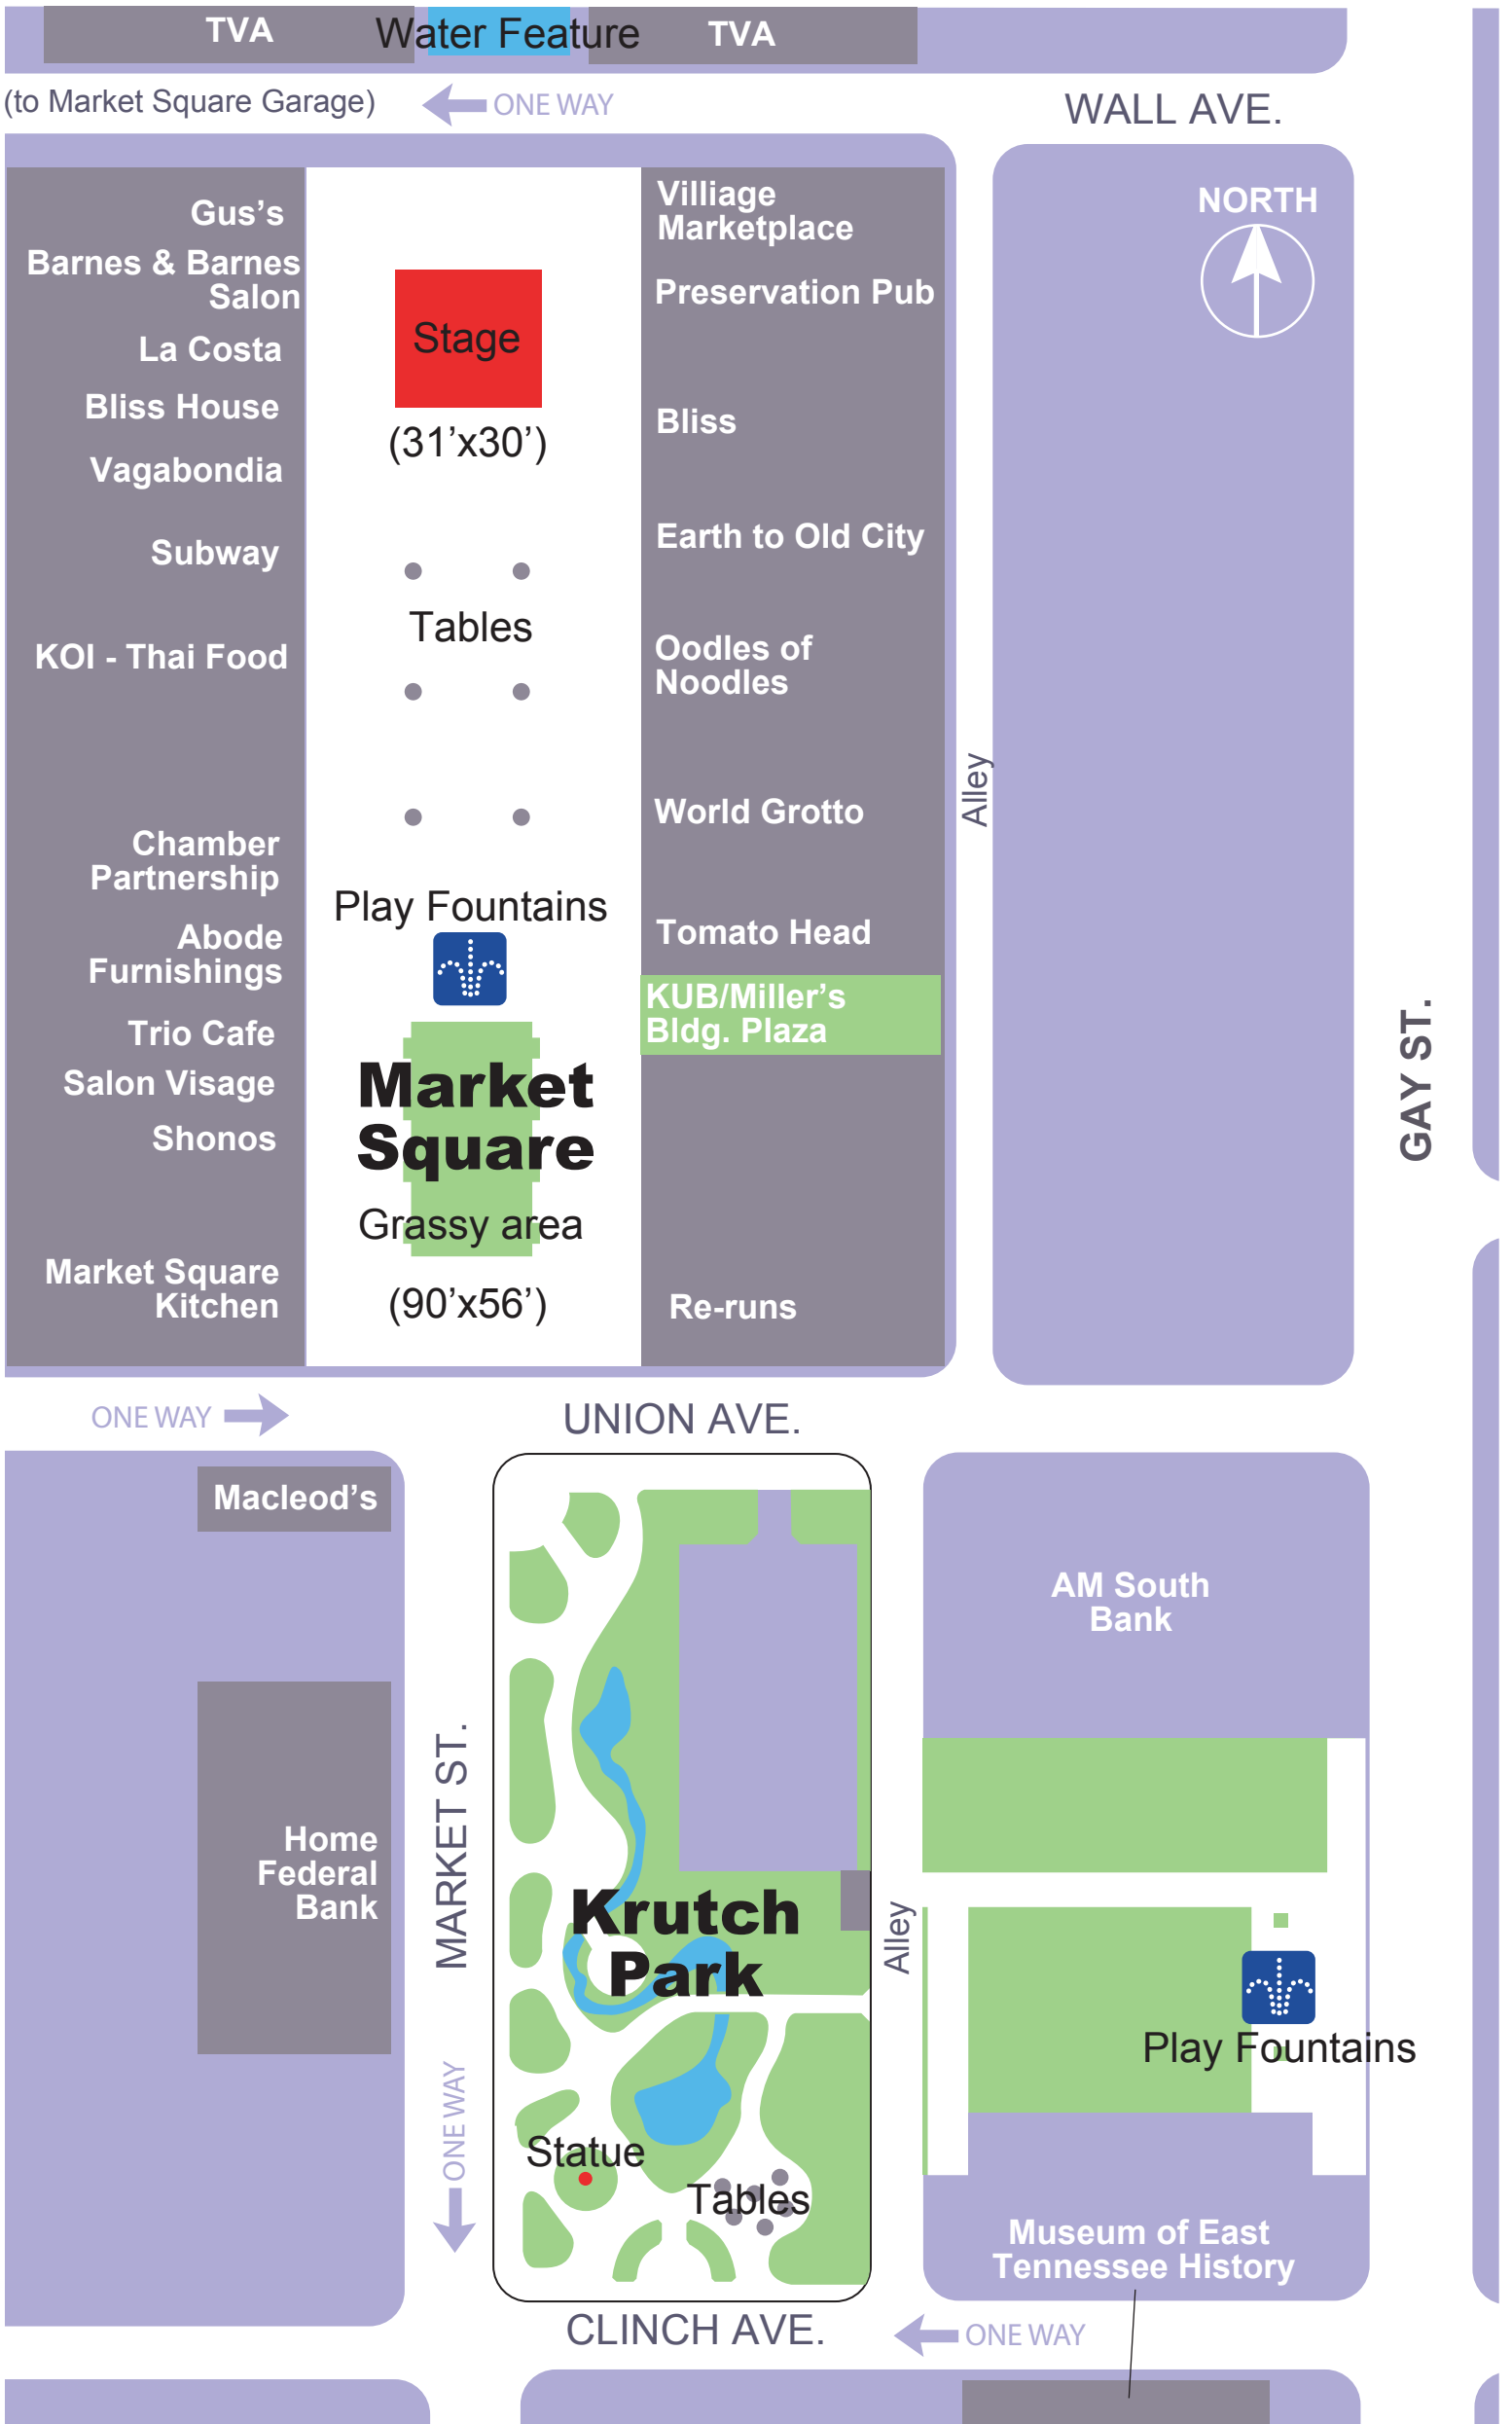 TVA
Water Feature
TVA
(to Market Square Garage)
ONE WAY
WALL AVE.
NORTH
Gus’s
Barnes & Barnes
Salon
La Costa
Bliss House
Vagabondia
Subway
KOI - Thai Food
Chamber
Partnership
Abode
Furnishings
Trio Cafe
Salon Visage
Shonos
Market Square
Kitchen
Stage
(31’x30’)
Tables
Play Fountains
Market
Square
Grassy area
(90’x56’)
Villiage
Marketplace
Preservation Pub
Bliss
Earth to Old City
Oodles of
Noodles
World Grotto
Tomato Head
KUB/Miller’s
Bldg. Plaza
Re-runs
Alley
GAY ST.
ONE WAY
UNION AVE.
Macleod’s
Home
Federal
Bank
MARKET ST.
ONE WAY
Krutch
Park
Statue
Tables
Alley
AM South
Bank
Play Fountains
Museum of East
Tennessee History
CLINCH AVE.
ONE WAY